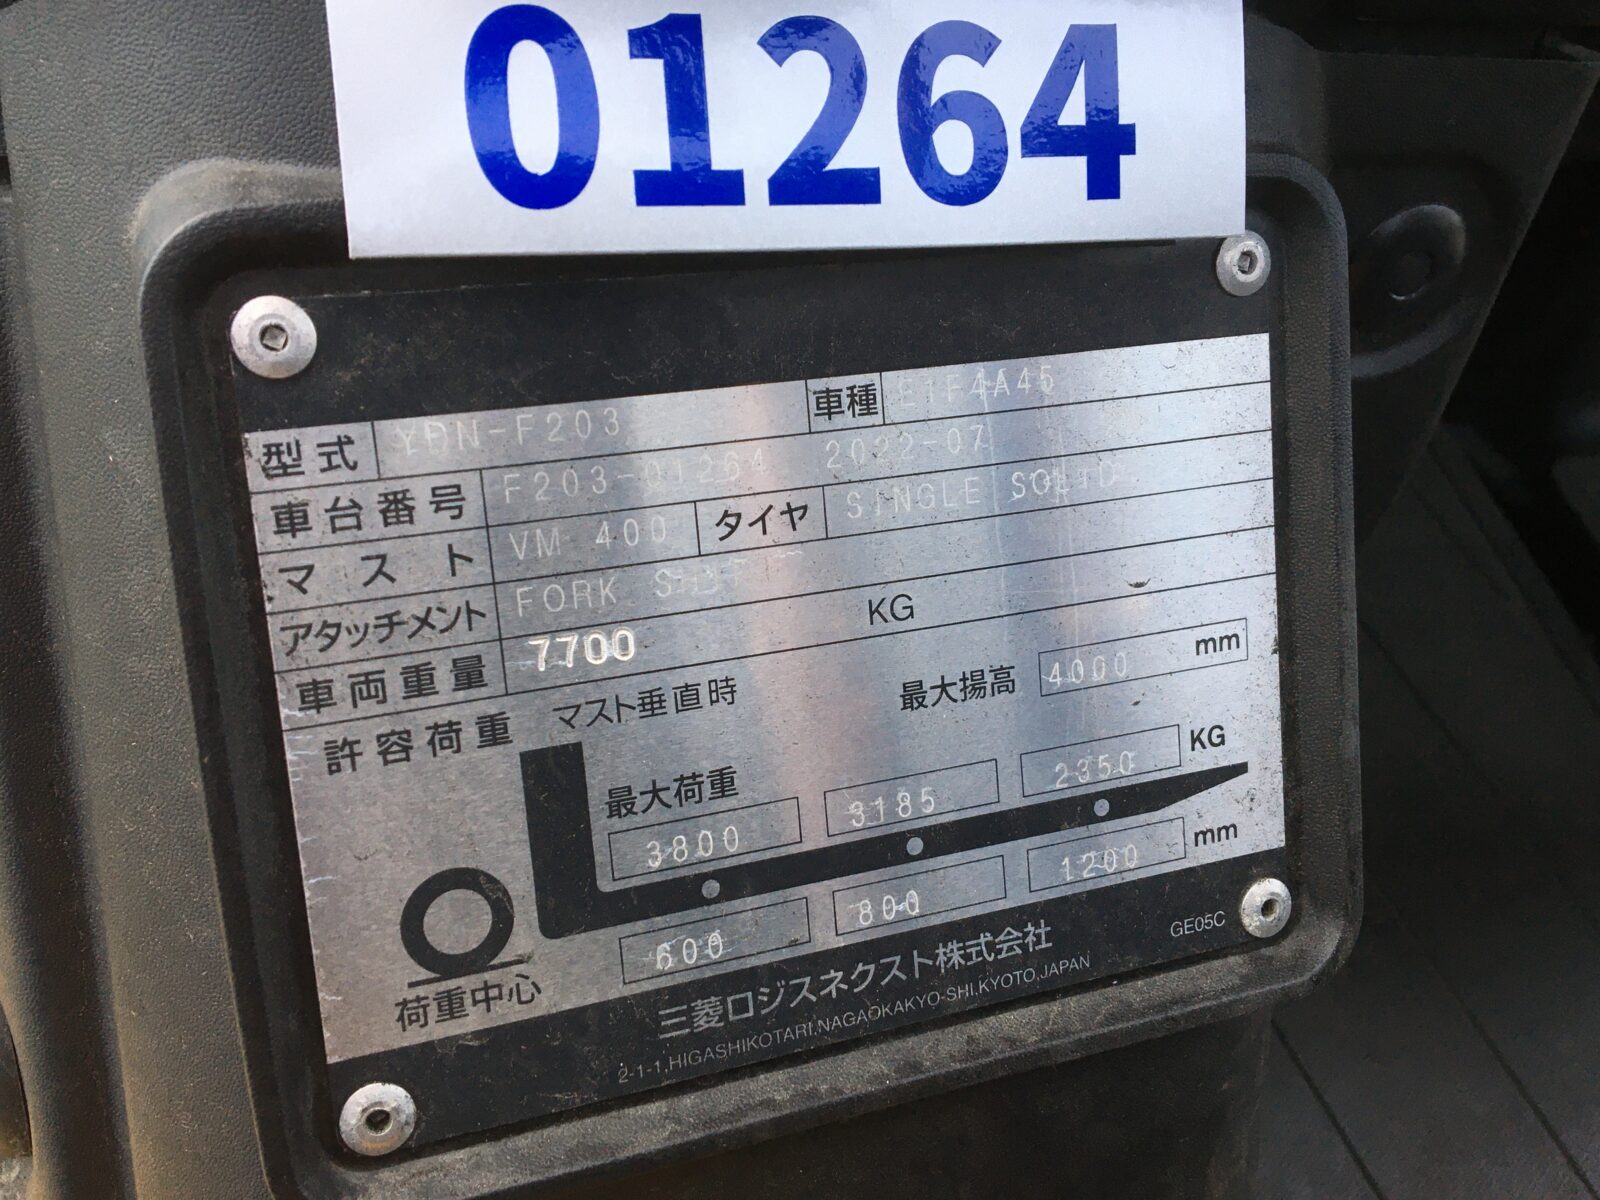 01264
型式 YDN-F203 車種 E1F4A45
車台番号 F203-01264 2022-07
マスト VM 400 タイヤ SINGLE SOLID
アタッチメント FORK
車両重量 7700 KG
許容荷重 マスト垂直時 最大揚高 4000 mm
最大荷重
3800 3185 2350 KG
600 800 1200 mm
荷重中心
三菱ロジスネクスト株式会社 GE05C
2-1-1,HIGASHIKOTARI,NAGAOKAKYO-SHI,KYOTO,JAPAN